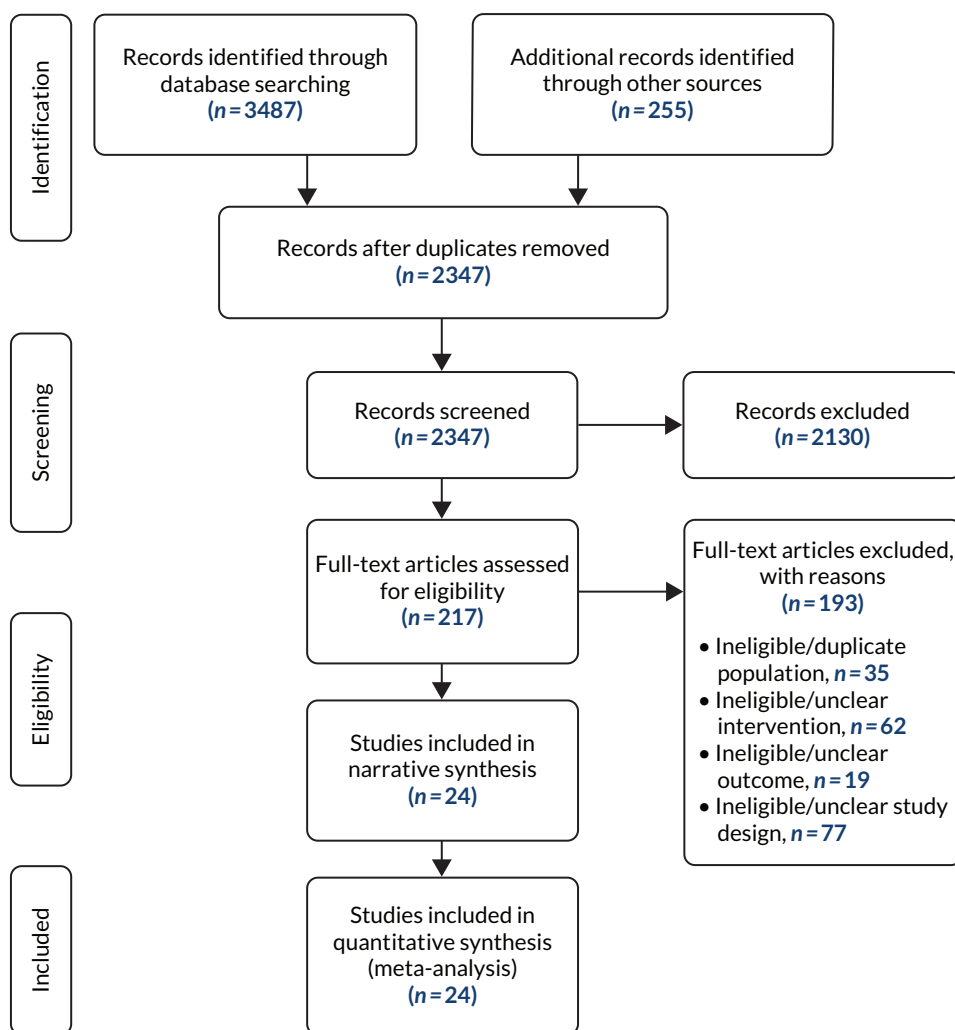 Identification
Records identified through
database searching
(n = 3487)
Additional records identified
through other sources
(n = 255)
Records after duplicates removed
(n = 2347)
Screening
Records screened
(n = 2347)
Records excluded
(n = 2130)
Eligibility
Full-text articles assessed
for eligibility
(n = 217)
Full-text articles excluded,
with reasons
(n = 193)
• Ineligible/duplicate
population, n = 35
• Ineligible/unclear
intervention, n = 62
• Ineligible/unclear
outcome, n = 19
• Ineligible/unclear study
design, n = 77
Studies included in
narrative synthesis
(n = 24)
Included
Studies included in
quantitative synthesis
(meta-analysis)
(n = 24)